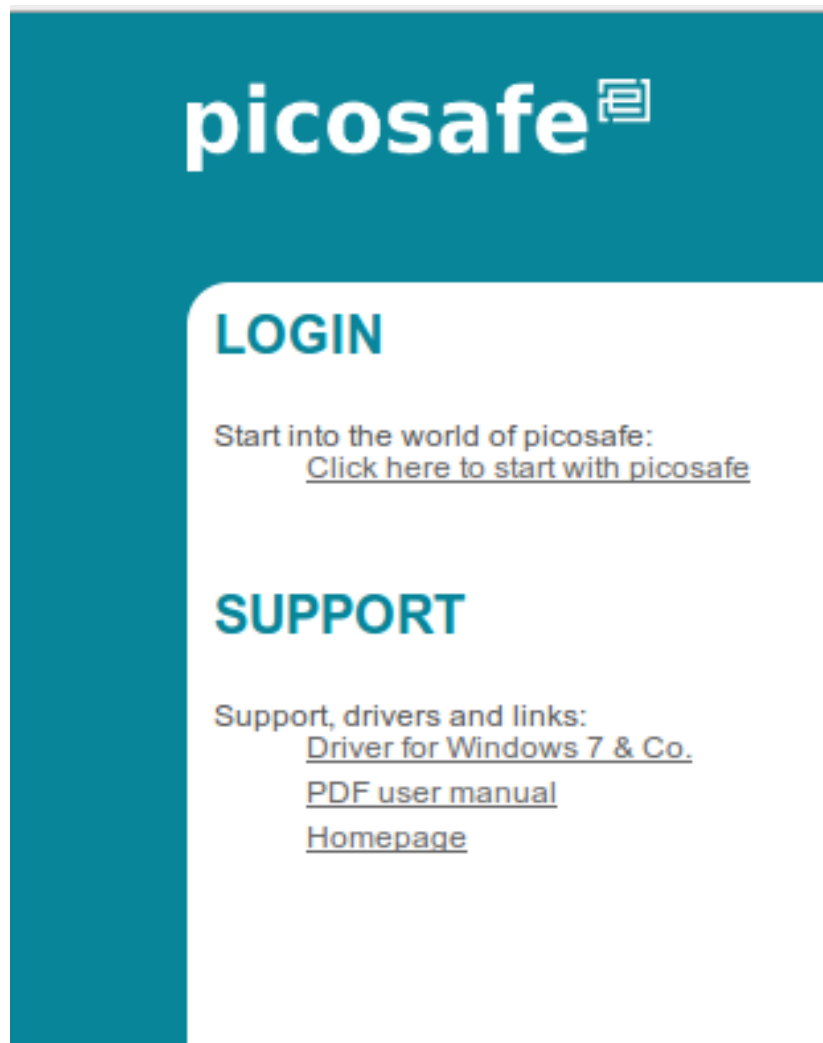 picosafe
LOGIN
Start into the world of picosafe:
Click here to start with picosafe
SUPPORT
Support, drivers and links:
Driver for Windows 7 & Co.
PDF user manual
Homepage